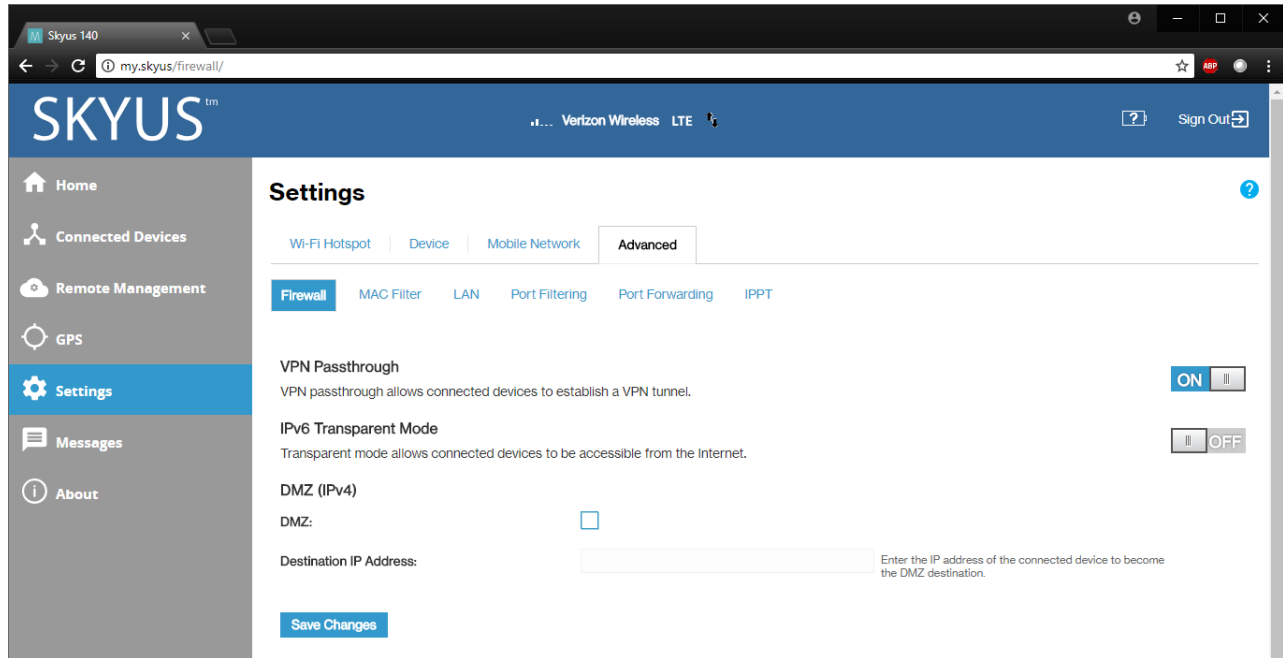 Skyus 140
my.skyus/firewall/
ABP
SKYUS™
Verizon Wireless LTE
Sign Out
Home
Connected Devices
Remote Management
GPS
Settings
Messages
About
Settings
Wi-Fi Hotspot Device Mobile Network Advanced
Firewall MAC Filter LAN Port Filtering Port Forwarding IPPT
VPN Passthrough
VPN passthrough allows connected devices to establish a VPN tunnel.
ON
IPv6 Transparent Mode
Transparent mode allows connected devices to be accessible from the Internet.
OFF
DMZ (IPv4)
DMZ:
Destination IP Address:
Enter the IP address of the connected device to become
the DMZ destination.
Save Changes